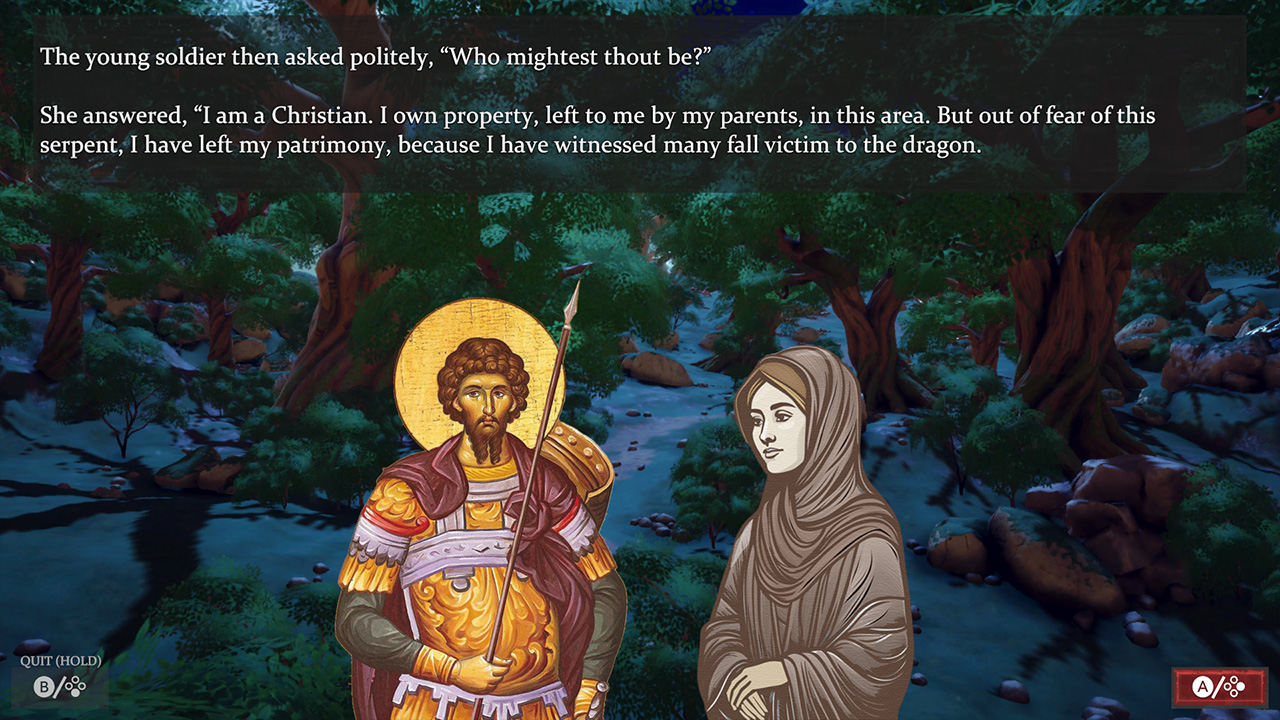 The young soldier then asked politely, “Who mightest thout be?”
She answered, “I am a Christian. I own property, left to me by my parents, in this area. But out of fear of this
serpent, I have left my patrimony, because I have witnessed many fall victim to the dragon.
QUIT (HOLD)
B/
A/